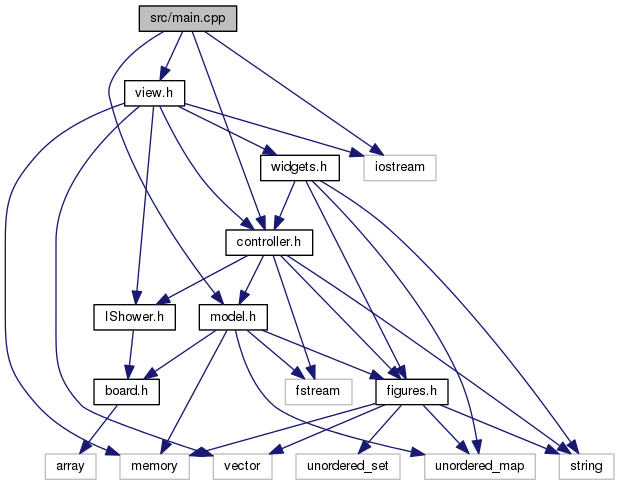 src/main.cpp
view.h
widgets.h
iostream
controller.h
IShower.h
model.h
board.h
fstream
figures.h
array
memory
vector
unordered_set
unordered_map
string